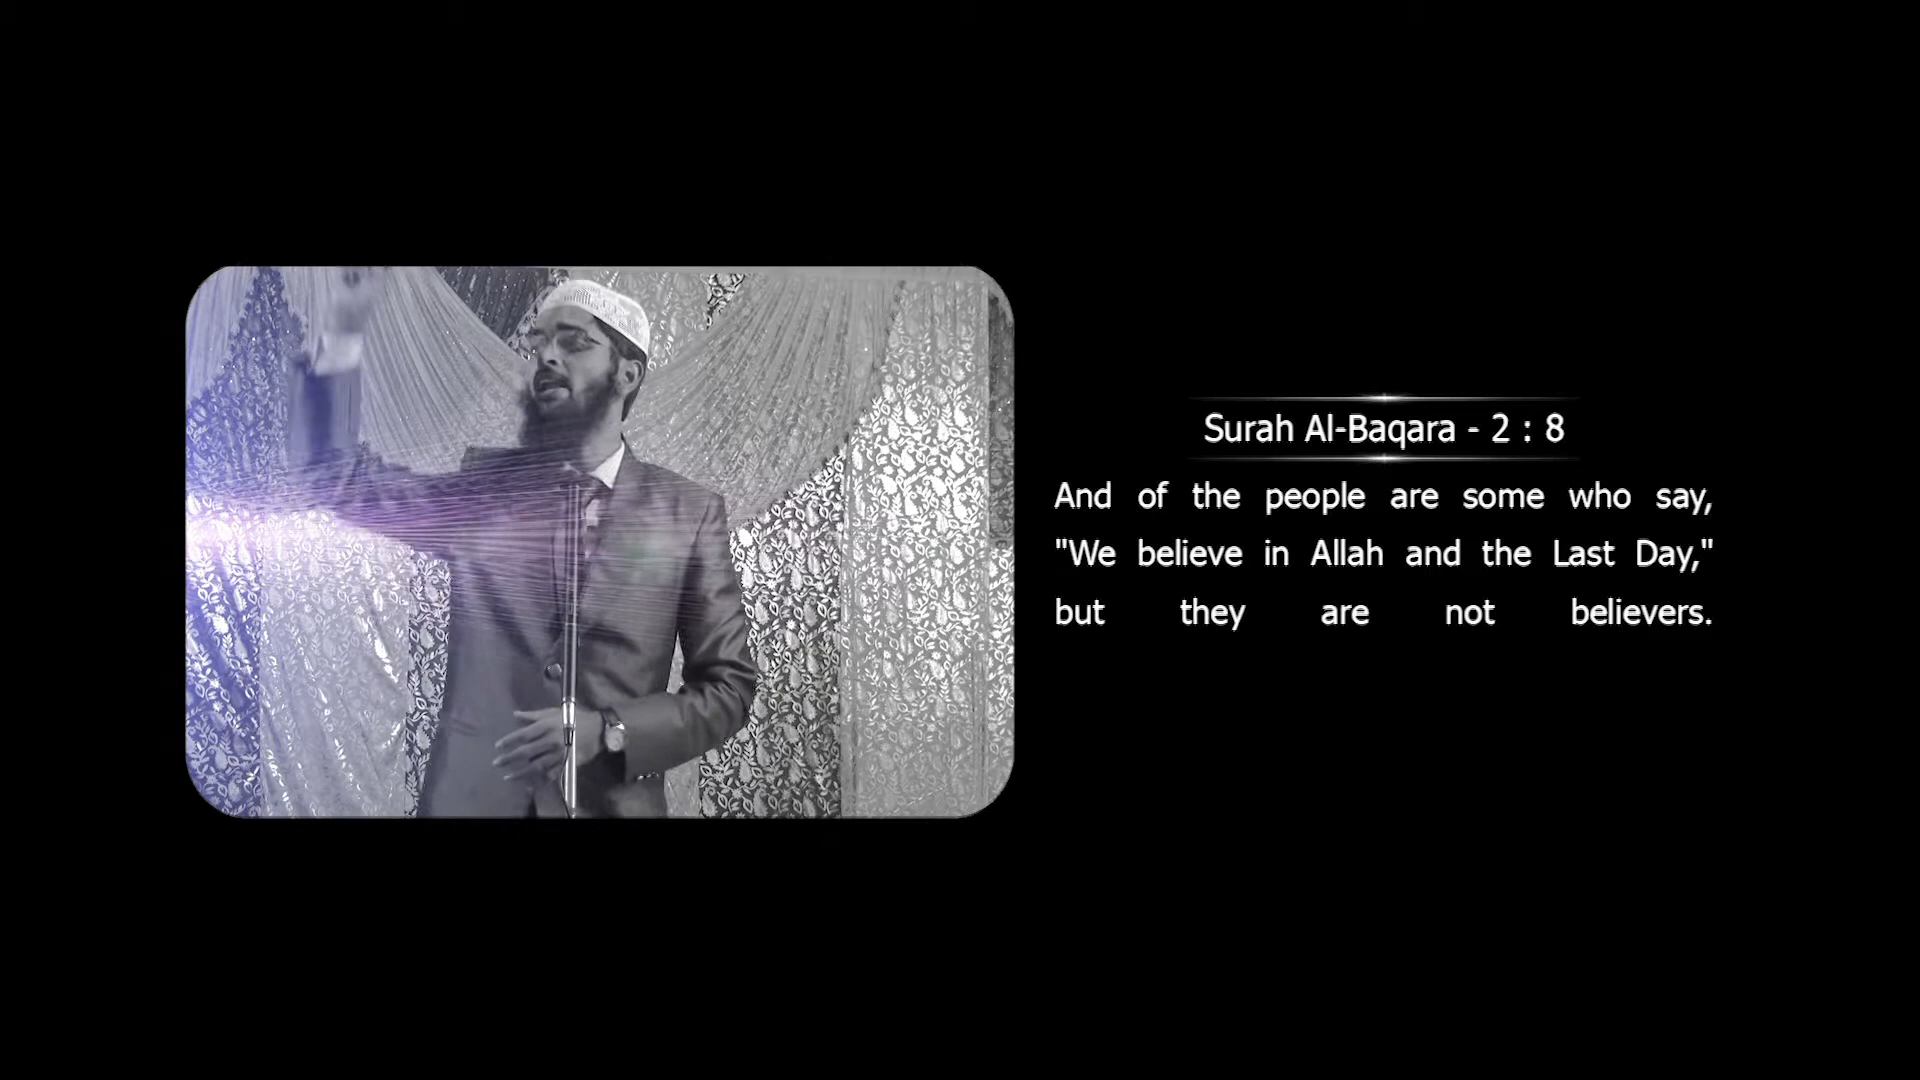 Surah Al-Baqara - 2 : 8
And of the people are some who say,
"We believe in Allah and the Last Day,"
but they are not believers.